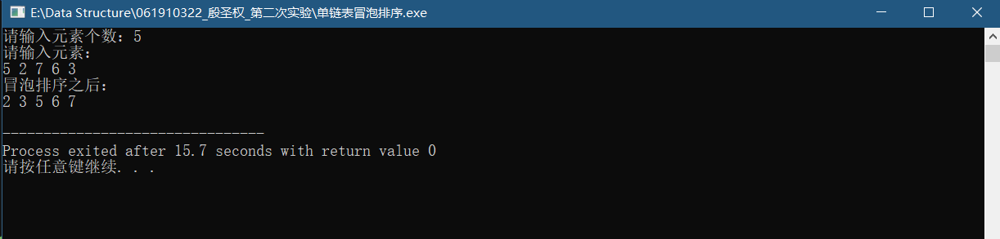 E:\Data Structure\061910322_殷圣权_第二次实验\单链表冒泡排序.exe
请输入元素个数：5
请输入元素：
5 2 7 6 3
冒泡排序之后：
2 3 5 6 7
--------------------------------
Process exited after 15.7 seconds with return value 0
请按任意键继续. . .